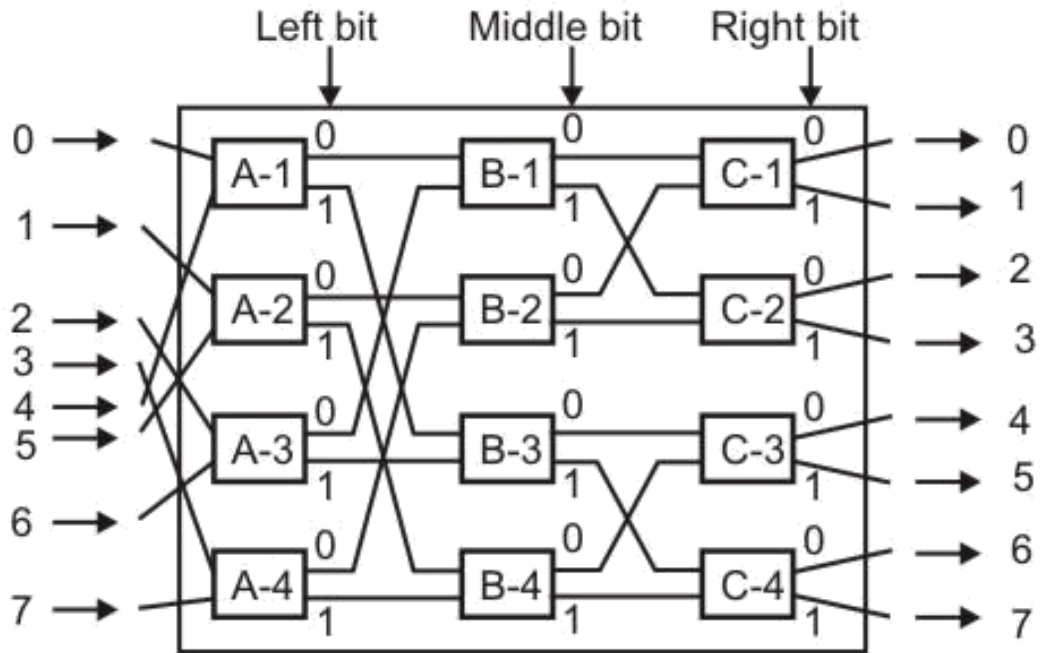 Left bit Middle bit Right bit
0 A-1 0 1 B-1 0 1 C-1 0 1 0
1
1 A-2 0 1 B-2 0 1 C-2 0 1 2
3
2
3
4
5
A-3 0 1 B-3 0 1 C-3 0 1 4
5
6
7 A-4 0 1 B-4 0 1 C-4 0 1 6
7